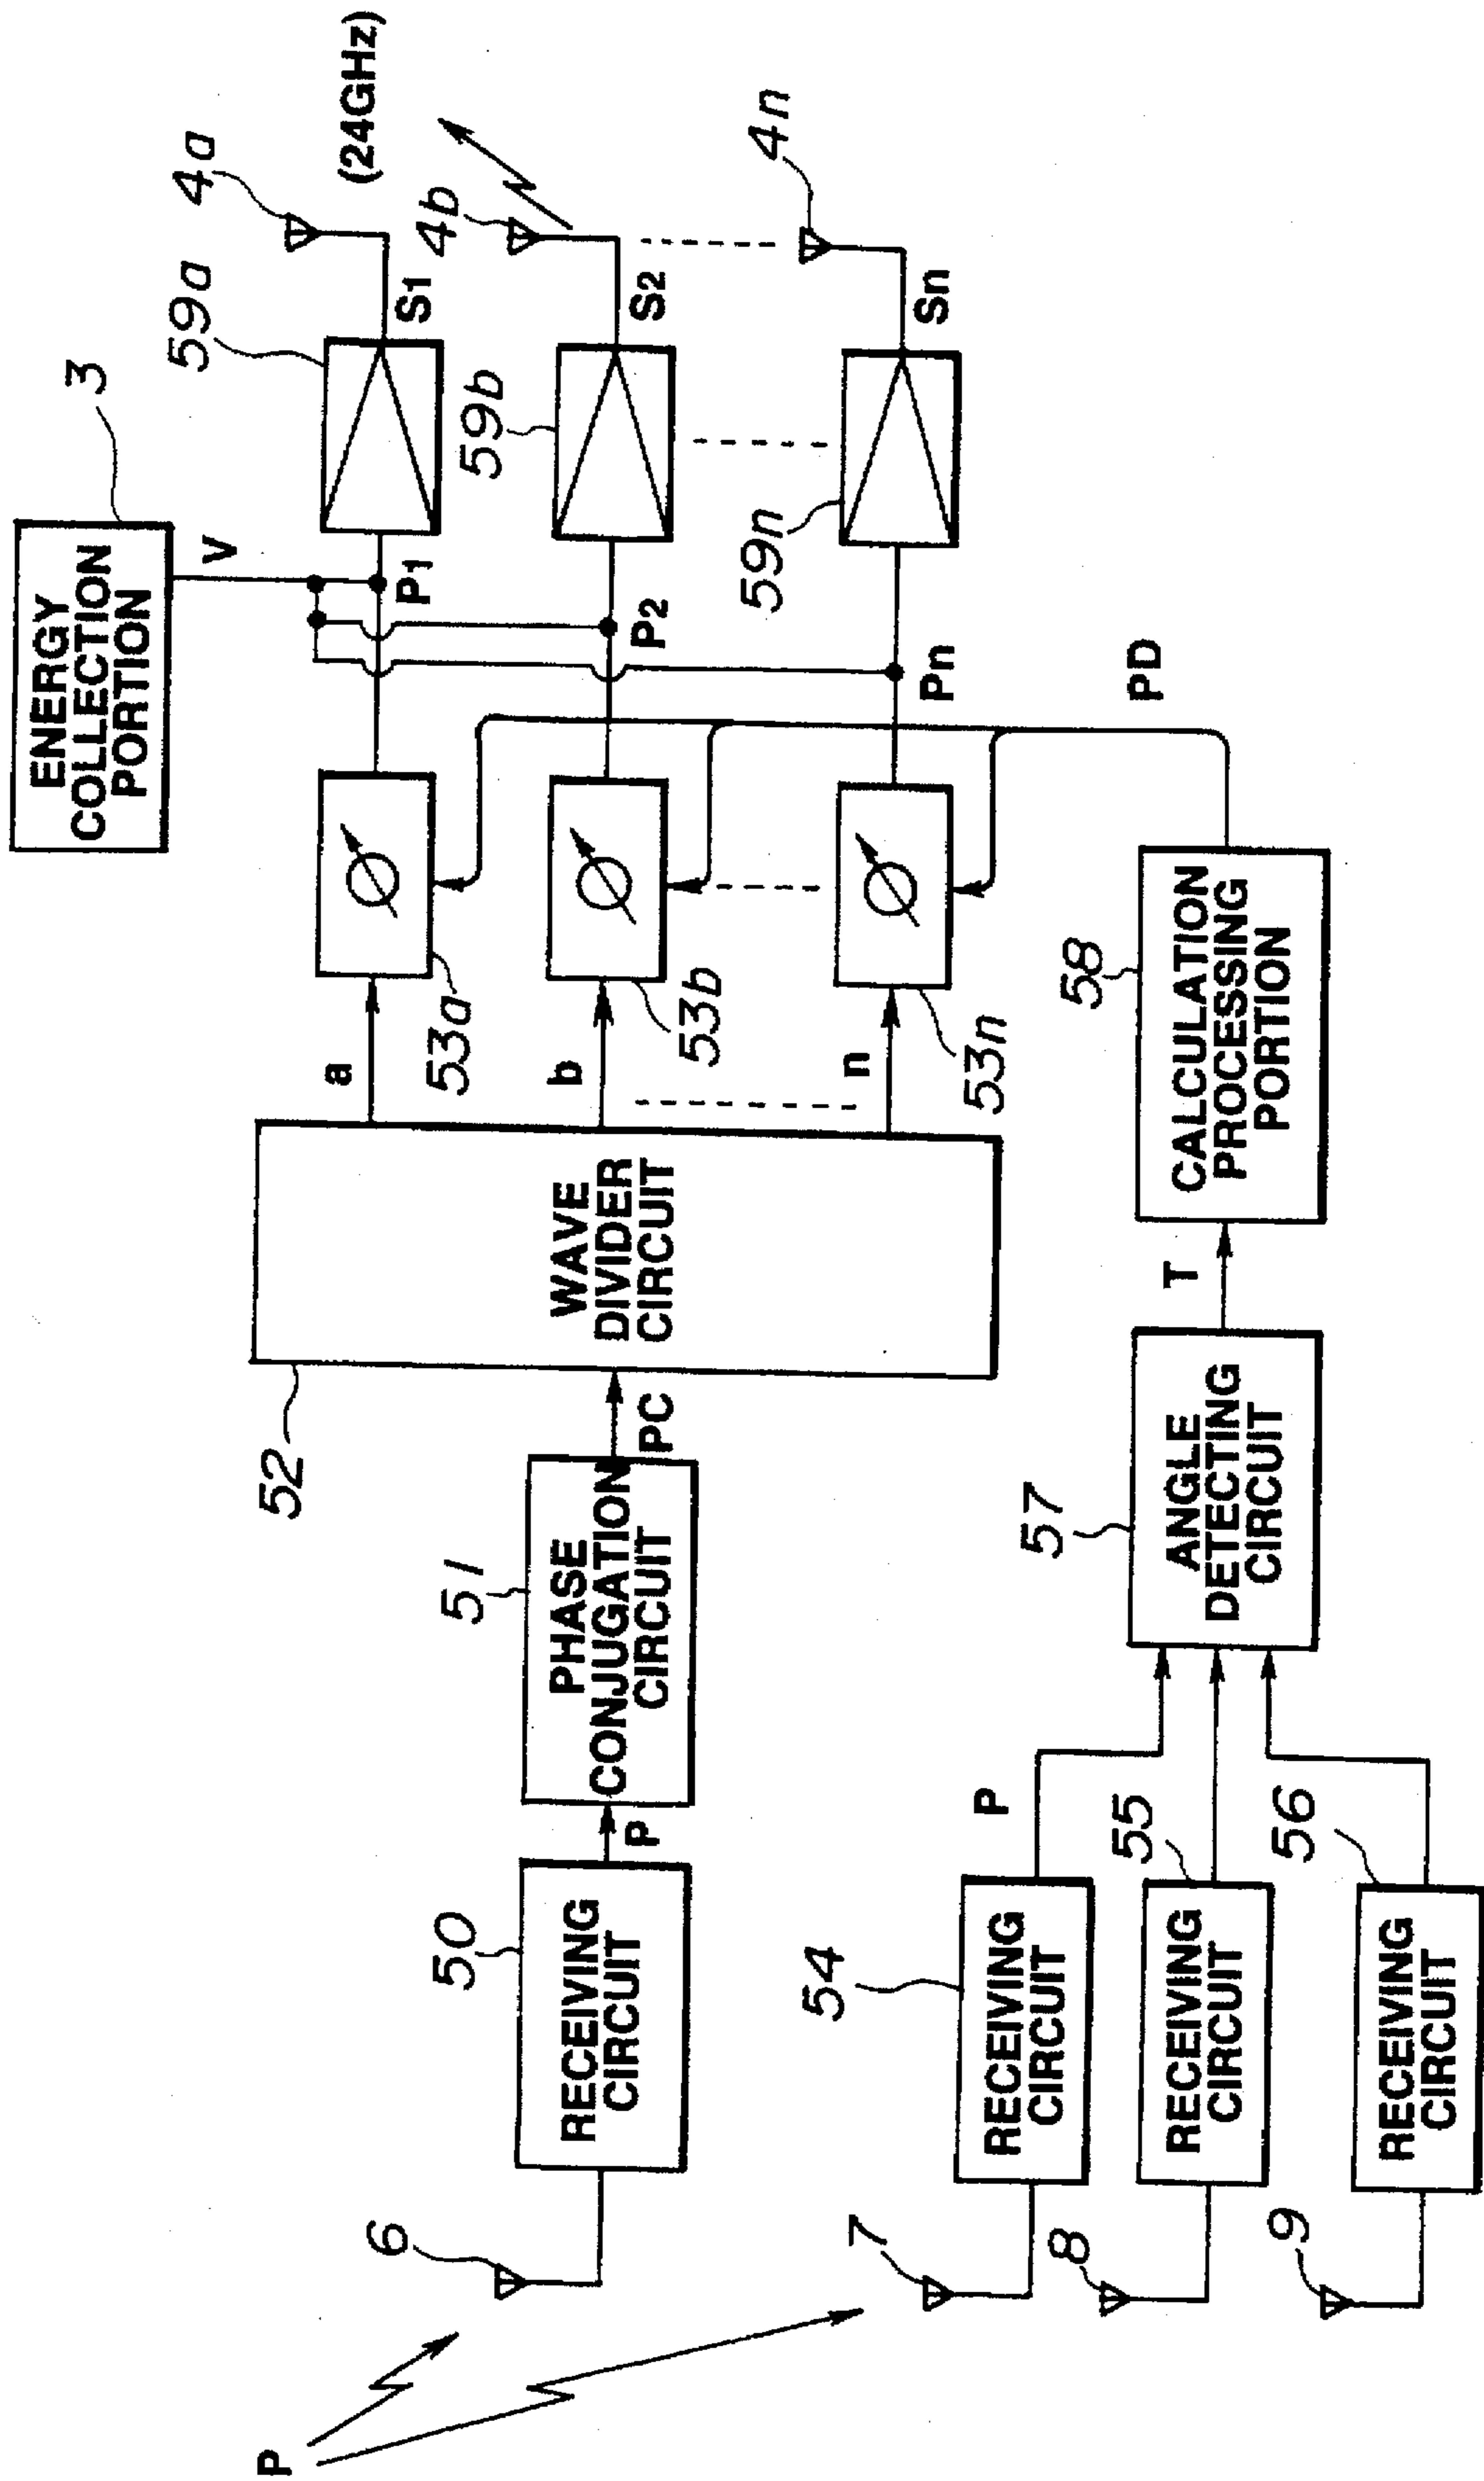 ENERGY
COLLECTION
PORTION
3
V
59a
4a
(24GHz)
S1
P1
59b
4b
S2
P2
59n
4n
Sn
Pn
PD
a
53a
b
53b
n
53n
WAVE
DIVIDER
CIRCUIT
52
PC
51
PHASE
CONJUGATION
CIRCUIT
P
50
RECEIVING
CIRCUIT
6
P
58
CALCULATION
PROCESSING
PORTION
T
57
ANGLE
DETECTING
CIRCUIT
P
54
RECEIVING
CIRCUIT
7
55
RECEIVING
CIRCUIT
8
56
RECEIVING
CIRCUIT
9